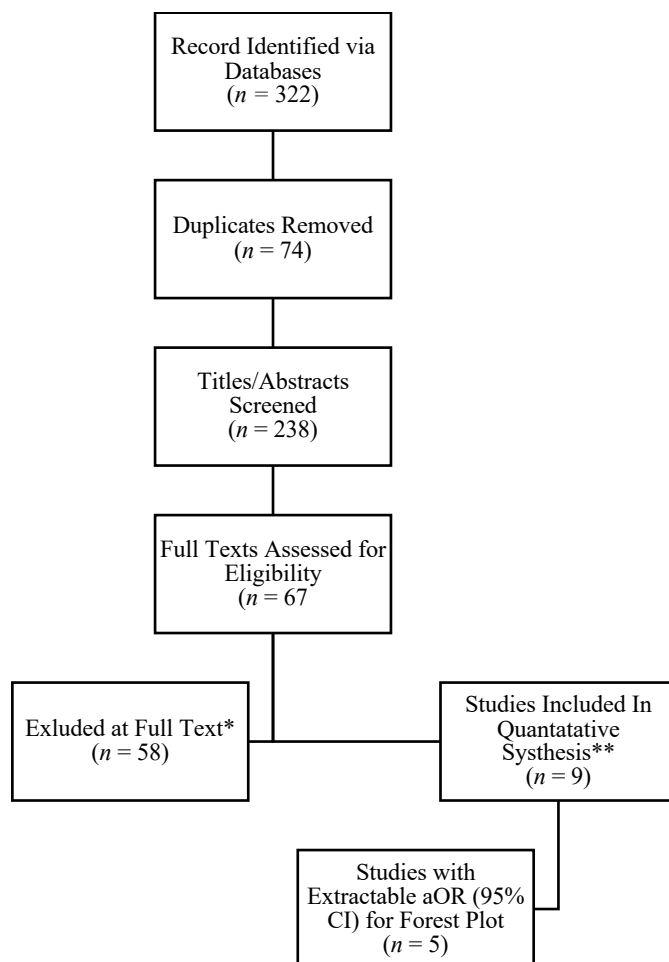 Record Identified via
Databases
(n = 322)
Duplicates Removed
(n = 74)
Titles/Abstracts
Screened
(n = 238)
Full Texts Assessed for
Eligibility
(n = 67
Exluded at Full Text*
(n = 58)
Studies Included In
Quantatative
Systhesis**
(n = 9)
Studies with
Extractable aOR (95%
CI) for Forest Plot
(n = 5)